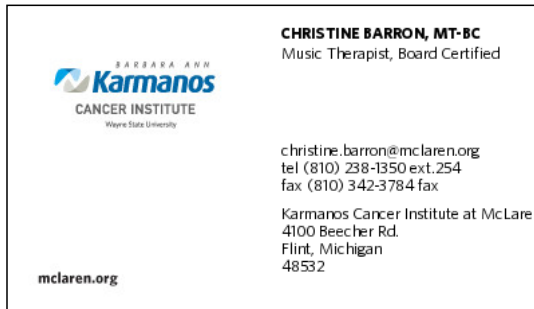 BARBARA ANN
Karmanos
CANCER INSTITUTE
Wayne State University
mclaren.org
CHRISTINE BARRON, MT-BC
Music Therapist, Board Certified
christine.barron@mclaren.org
tel (810) 238-1350 ext.254
fax (810) 342-3784 fax
Karmanos Cancer Institute at McLare
4100 Beecher Rd.
Flint, Michigan
48532